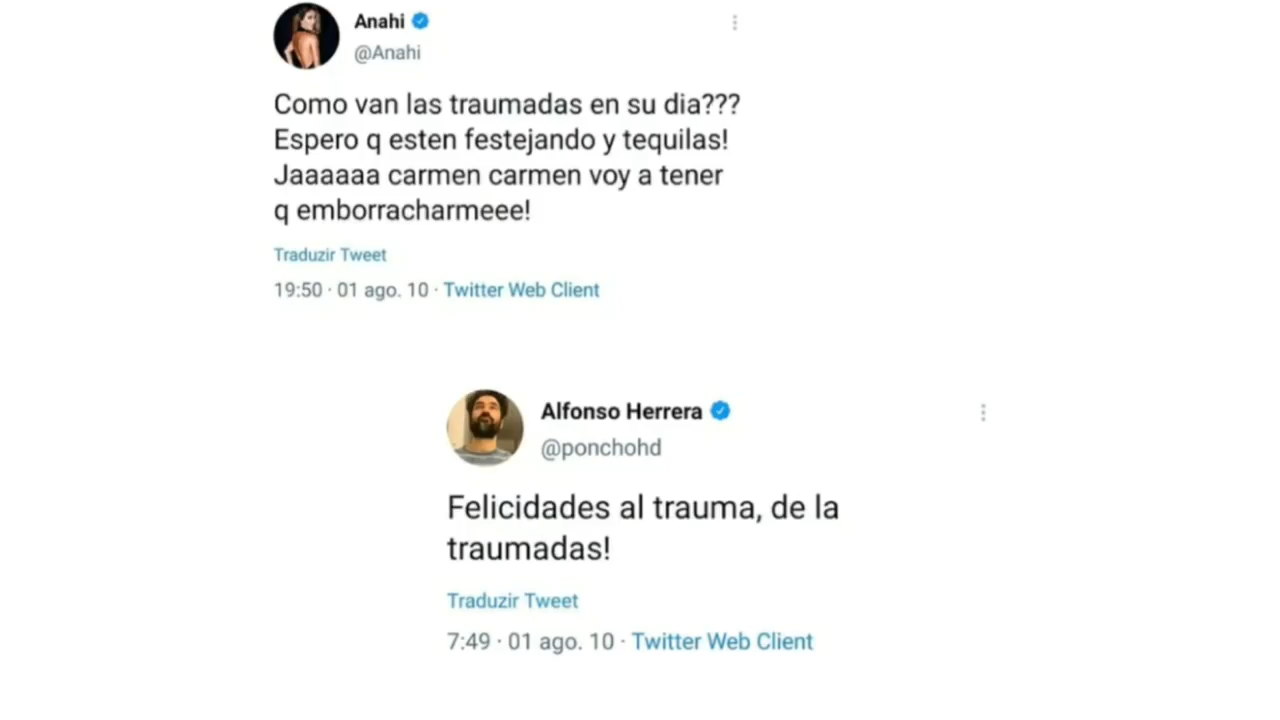 Anahi
@Anahi
Como van las traumadas en su dia???
Espero q esten festejando y tequilas!
Jaaaaaa carmen carmen voy a tener
q emborracharmeee!
Traduzir Tweet
19:50 · 01 ago. 10 · Twitter Web Client
Alfonso Herrera
@ponchohd
Felicidades al trauma, de la
traumadas!
Traduzir Tweet
7:49 · 01 ago. 10 · Twitter Web Client